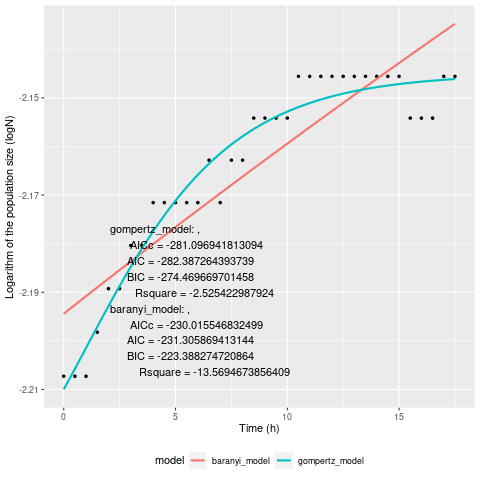 -2.15
-2.17
-2.19
-2.21
Logarithm of the population size (logN)
gompertz_model: ,
AICc = -281.096941813094
AIC = -282.387264393739
BIC = -274.469669701458
Rsquare = -2.525422987924
baranyi_model: ,
AICc = -230.015546832499
AIC = -231.305869413144
BIC = -223.388274720864
Rsquare = -13.5694673856409
0 5 10 15
Time (h)
model baranyi_model gompertz_model